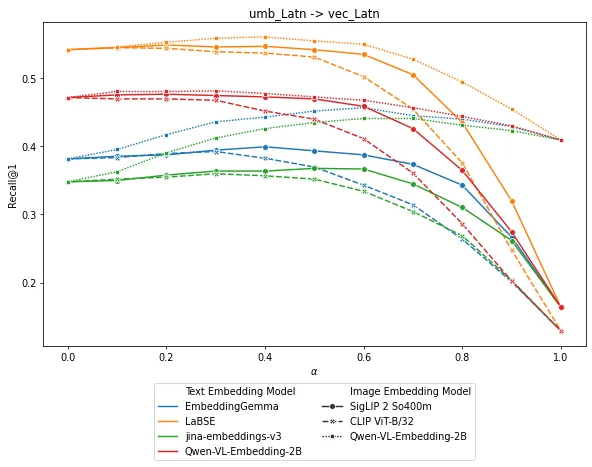 umb_Latn -> vec_Latn
Recall@1
0.5
0.4
0.3
0.2
0.0 0.2 0.4 0.6 0.8 1.0
α
Text Embedding Model
EmbeddingGemma
LaBSE
jina-embeddings-v3
Qwen-VL-Embedding-2B
Image Embedding Model
SigLIP 2 So400m
CLIP ViT-B/32
Qwen-VL-Embedding-2B